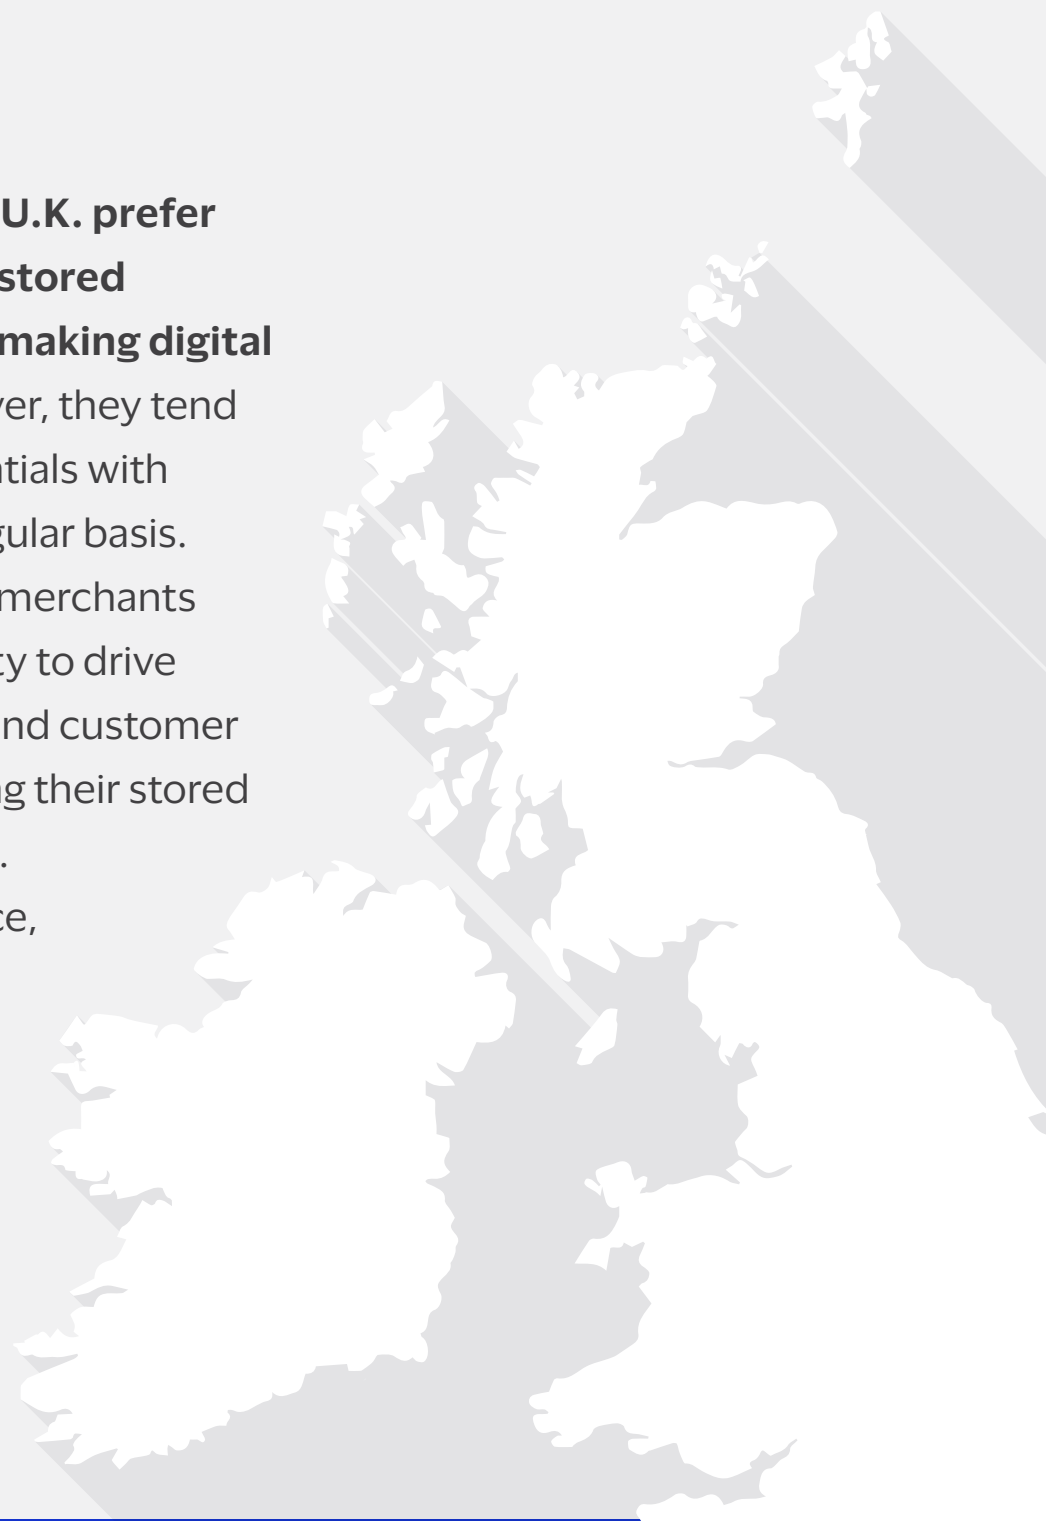 U.K. prefer
stored
making digital
ver, they tend
ntials with
gular basis.
merchants
ty to drive
nd customer
ng their stored
.
ce,